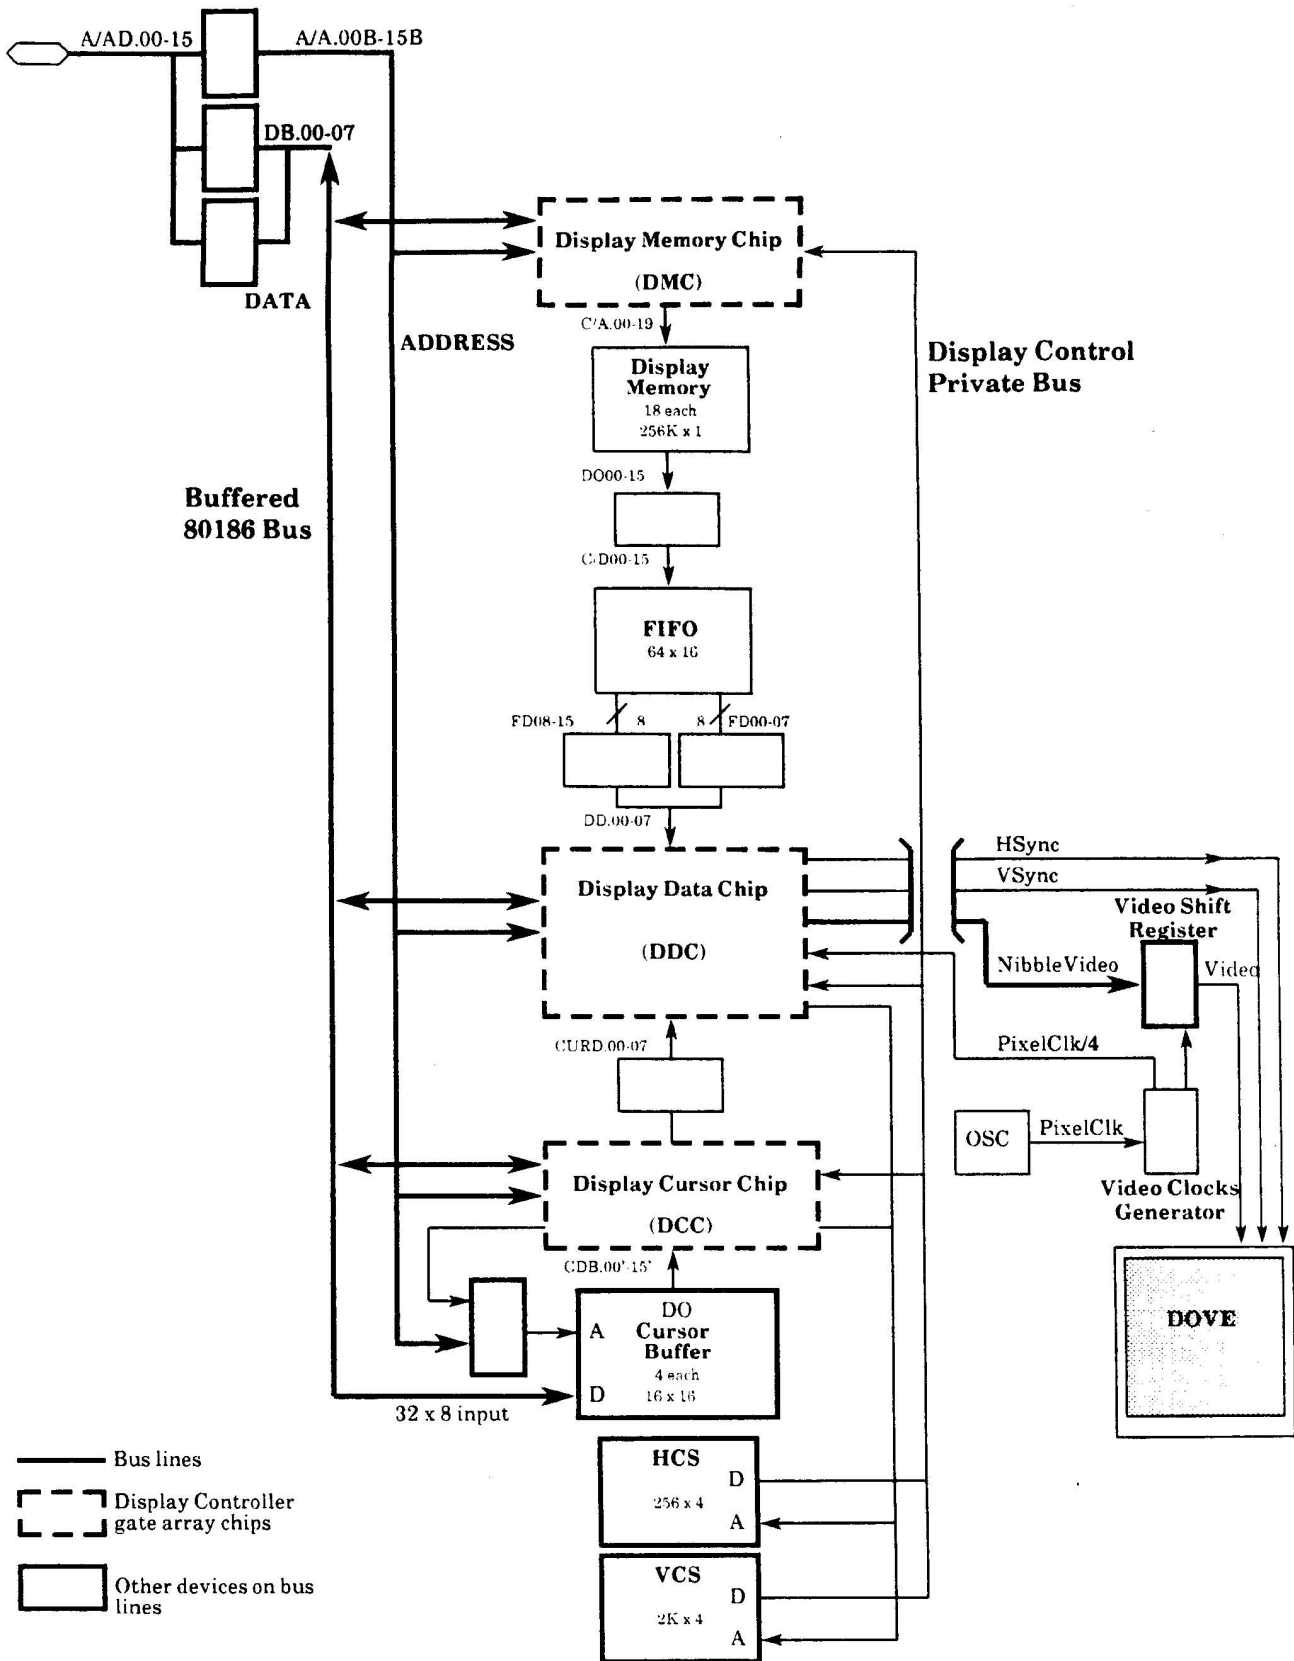 A/AD.00-15
A/A.00B-15B
DB.00-07
DATA
ADDRESS
Display Memory Chip
(DMC)
C/A.00-19
Display
Memory
18 each
256K x 1
Display Control
Private Bus
DO00-15
Buffered
80186 Bus
C/D00-15
FIFO
64 x 16
FD08-15
8
8
FD00-07
DD.00-07
Display Data Chip
(DDC)
HSync
VSync
Video Shift
Register
NibbleVideo
Video
CURD.00-07
PixelClk/4
OSC
PixelClk
Video Clocks
Generator
Display Cursor Chip
(DCC)
CDB.00'-15'
DO
A
Cursor
Buffer
4 each
D
16 x 16
32 x 8 input
DOVE
HCS
D
256 x 4
A
VCS
D
2K x 4
A
Bus lines
Display Controller
gate array chips
Other devices on bus
lines